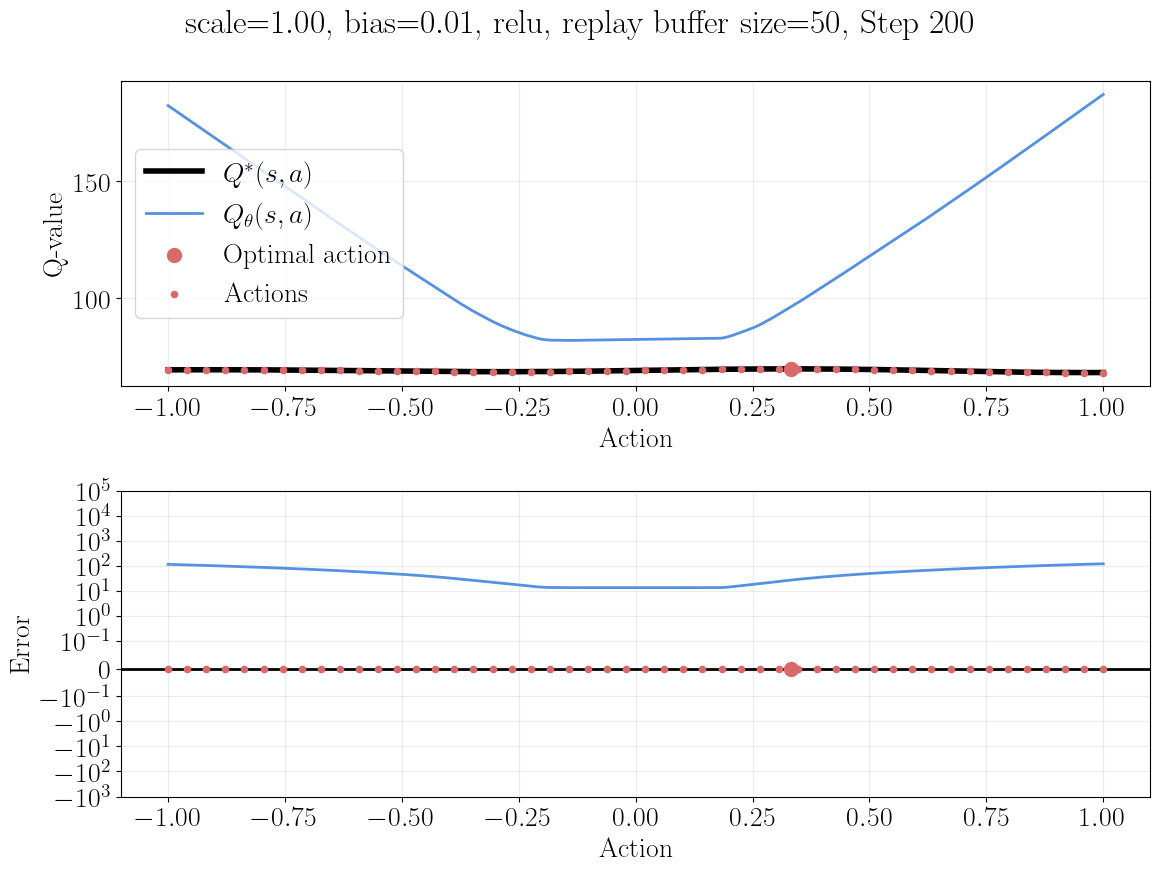 scale=1.00, bias=0.01, relu, replay buffer size=50, Step 200
Q-value
150
100
Q*(s, a)
Qθ(s, a)
Optimal action
Actions
−1.00 −0.75 −0.50 −0.25 0.00 0.25 0.50 0.75 1.00
Action
Error
10⁵
10⁴
10³
10²
10¹
10⁰
10⁻¹
0
−10⁻¹
−10⁰
−10¹
−10²
−10³
−1.00 −0.75 −0.50 −0.25 0.00 0.25 0.50 0.75 1.00
Action